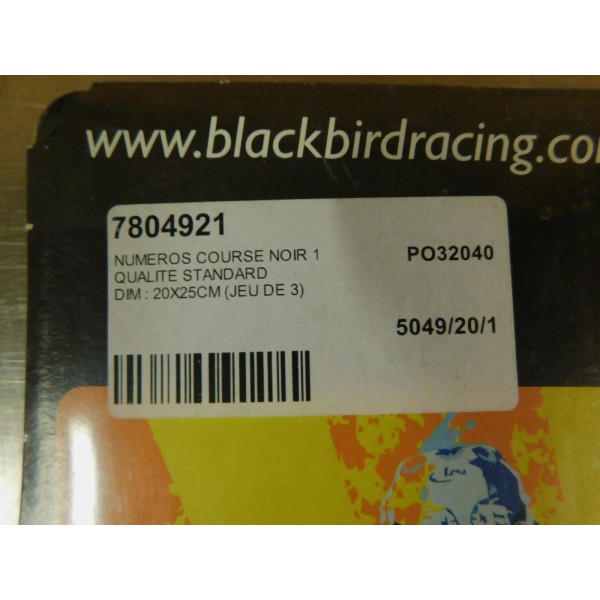 www.blackbirdracing.co
7804921
NUMEROS COURSE NOIR 1
QUALITE STANDARD
DIM : 20X25CM (JEU DE 3)
PO32040
5049/20/1